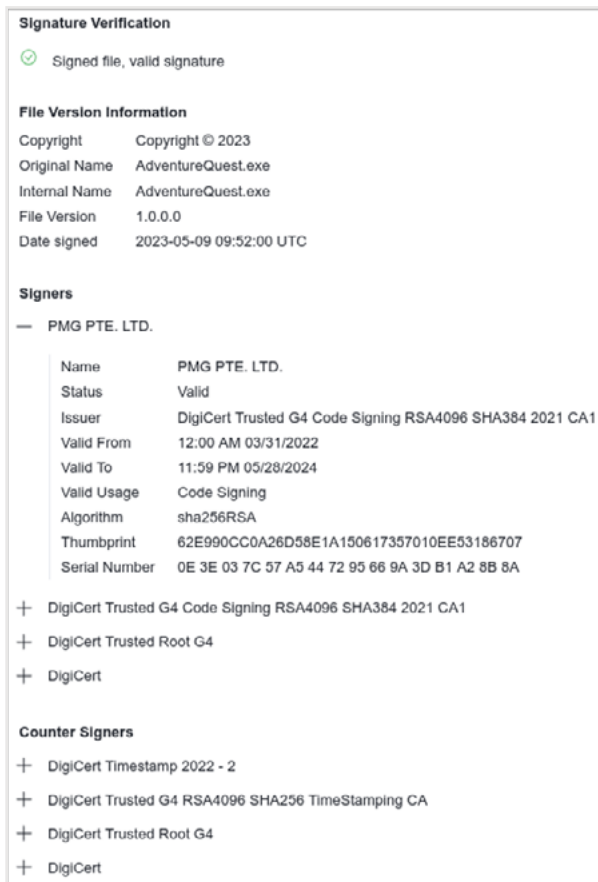 Signature Verification
Signed file, valid signature
File Version Information
Copyright Copyright © 2023
Original Name AdventureQuest.exe
Internal Name AdventureQuest.exe
File Version 1.0.0.0
Date signed 2023-05-09 09:52:00 UTC
Signers
PMG PTE. LTD.
Name PMG PTE. LTD.
Status Valid
Issuer DigiCert Trusted G4 Code Signing RSA4096 SHA384 2021 CA1
Valid From 12:00 AM 03/31/2022
Valid To 11:59 PM 05/28/2024
Valid Usage Code Signing
Algorithm sha256RSA
Thumbprint 62E990CC0A26D58E1A150617357010EE53186707
Serial Number 0E 3E 03 7C 57 A5 44 72 95 66 9A 3D B1 A2 8B 8A
DigiCert Trusted G4 Code Signing RSA4096 SHA384 2021 CA1
DigiCert Trusted Root G4
DigiCert
Counter Signers
DigiCert Timestamp 2022 - 2
DigiCert Trusted G4 RSA4096 SHA256 TimeStamping CA
DigiCert Trusted Root G4
DigiCert